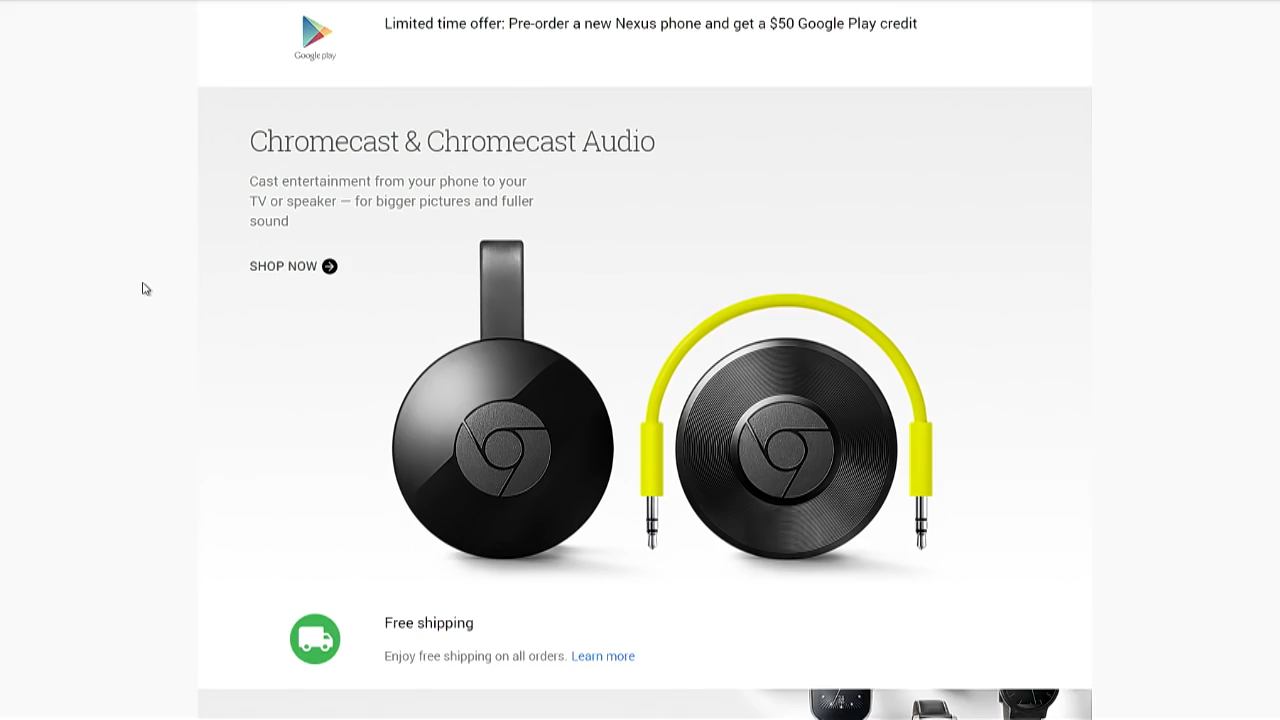 Limited time offer: Pre-order a new Nexus phone and get a $50 Google Play credit
Google play
Chromecast & Chromecast Audio
Cast entertainment from your phone to your
TV or speaker — for bigger pictures and fuller
sound
SHOP NOW
Free shipping
Enjoy free shipping on all orders. Learn more